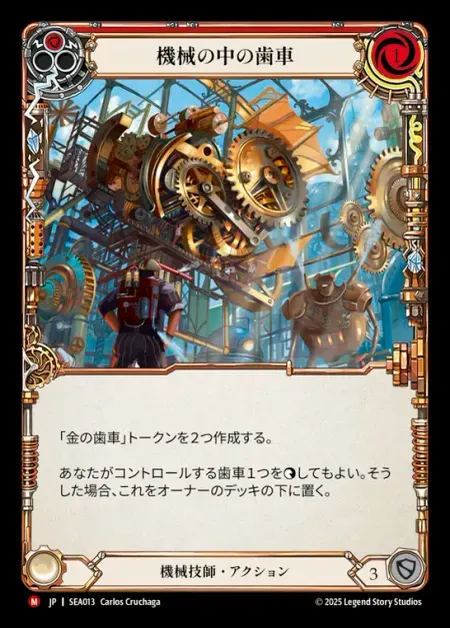 機械の中の歯車
1
「金の歯車」トークンを2つ作成する。
あなたがコントロールする歯車1つを してもよい。そう
した場合、これをオーナーのデッキの下に置く。
機械技師・アクション
3
M JP | SEA013 Carlos Cruchaga
© 2025 Legend Story Studios